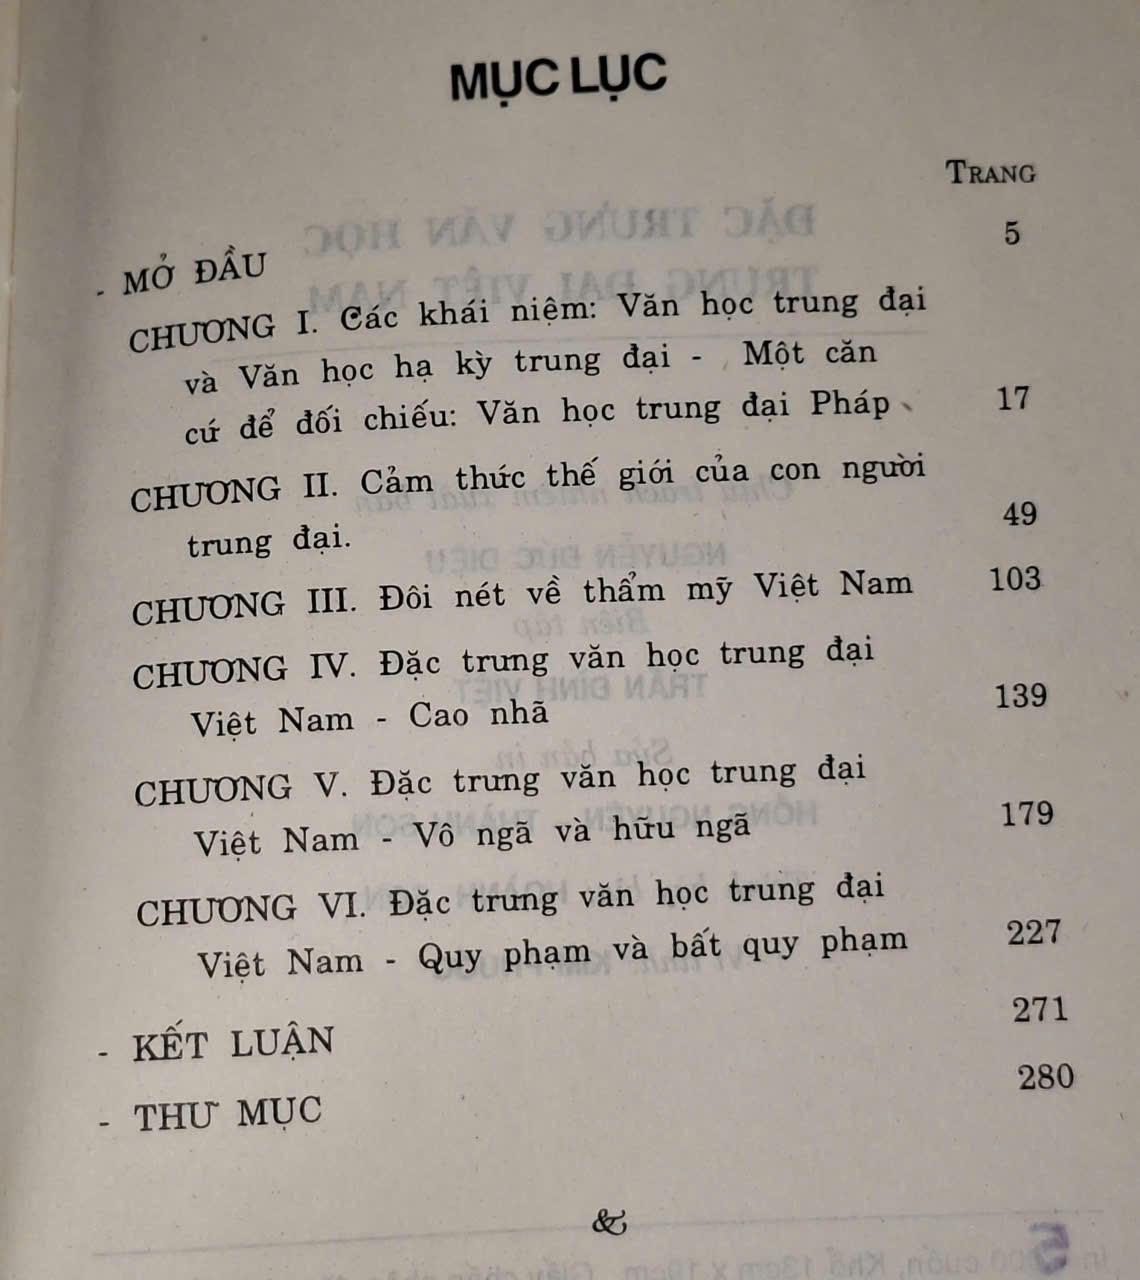 MỤC LỤC
TRANG
- MỞ ĐẦU 5
CHƯƠNG I. Các khái niệm: Văn học trung đại
và Văn học hạ kỳ trung đại - Một căn
cứ để đối chiếu: Văn học trung đại Pháp 17
CHƯƠNG II. Cảm thức thế giới của con người
trung đại. 49
CHƯƠNG III. Đôi nét về thẩm mỹ Việt Nam 103
CHƯƠNG IV. Đặc trưng văn học trung đại
Việt Nam - Cao nhã 139
CHƯƠNG V. Đặc trưng văn học trung đại
Việt Nam - Vô ngã và hữu ngã 179
CHƯƠNG VI. Đặc trưng văn học trung đại
Việt Nam - Quy phạm và bất quy phạm 227
- KẾT LUẬN 271
- THƯ MỤC 280
&